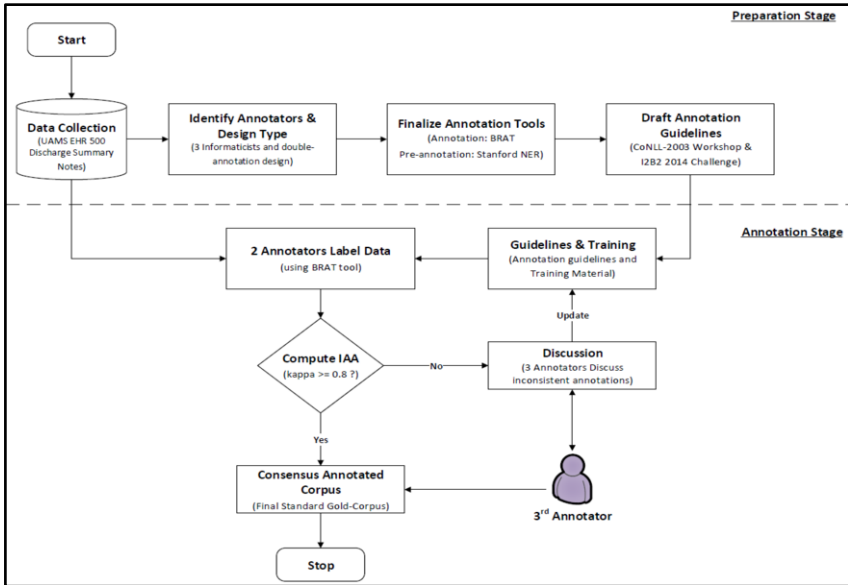 Preparation Stage
Start
Data Collection
(UAMS EHR 500
Discharge Summary
Notes)
Identify Annotators &
Design Type
(3 Informaticists and double-
annotation design)
Finalize Annotation Tools
(Annotation: BRAT
Pre-annotation: Stanford NER)
Draft Annotation
Guidelines
(CoNLL-2003 Workshop &
I2B2 2014 Challenge)
Annotation Stage
2 Annotators Label Data
(using BRAT tool)
Guidelines & Training
(Annotation guidelines and
Training Material)
Update
Compute IAA
(kappa >= 0.8 ?)
No
Discussion
(3 Annotators Discuss
inconsistent annotations)
Yes
Consensus Annotated
Corpus
(Final Standard Gold-Corpus)
3rd Annotator
Stop